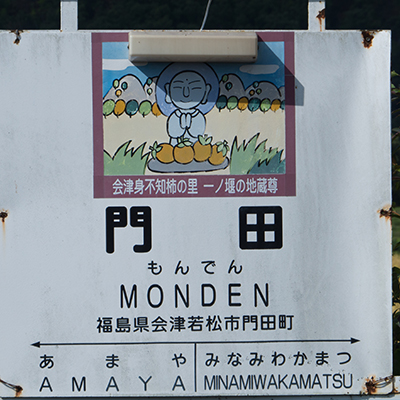 会津身不知柿の里 一ノ堰の地蔵尊
門田
もんでん
MONDEN
福島県会津若松市門田町
あまや みなみわかまつ
AMAYA MINAMIWAKAMATSU